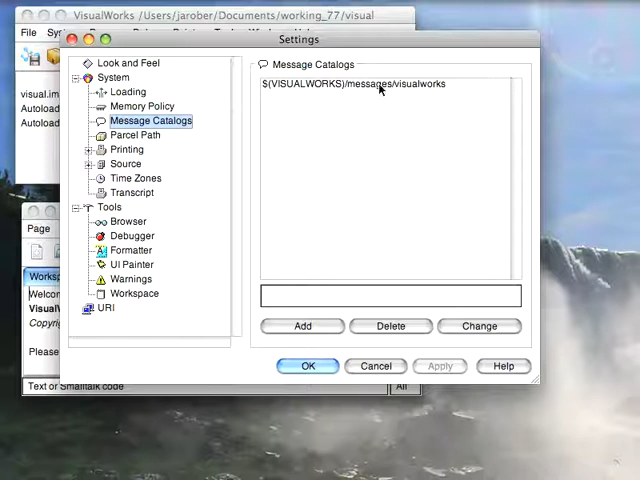 VisualWorks /Users/jarober/Documents/working_77/visual
File
Settings
visual.im
Autoload
Autoload
Look and Feel
System
Loading
Memory Policy
Message Catalogs
Parcel Path
Printing
Source
Time Zones
Transcript
Tools
Browser
Debugger
Formatter
UI Painter
Warnings
Workspace
URI
Message Catalogs
$(VISUALWORKS)/messages/visualworks
Add
Delete
Change
OK
Cancel
Apply
Help
Page
Works
Welcom
Visual
Copyri
Please
Text or Smalltalk code
All